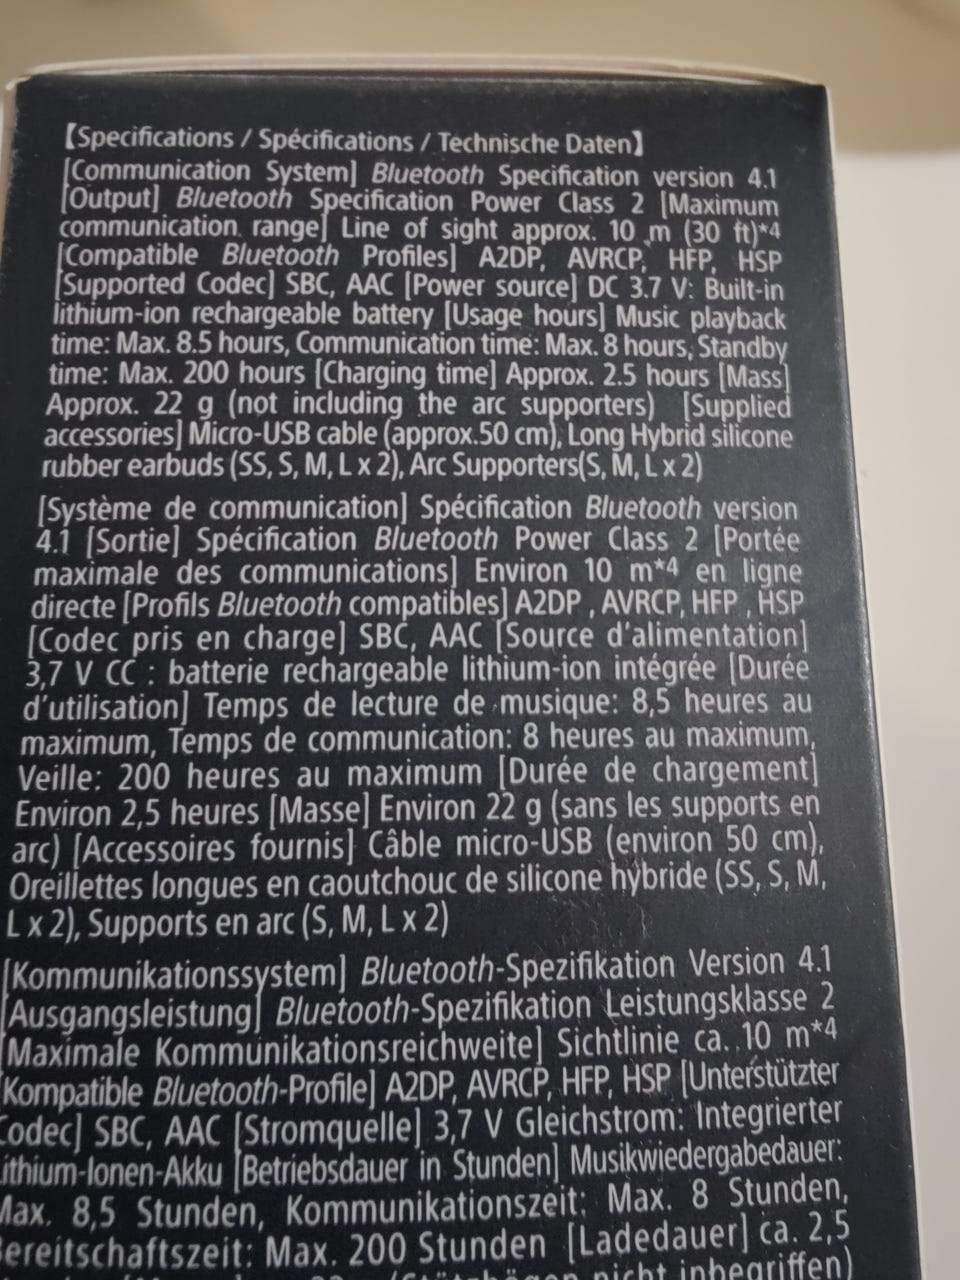 【Specifications / Spécifications / Technische Daten】
[Communication System] Bluetooth Specification version 4.1
[Output] Bluetooth Specification Power Class 2 [Maximum
communication range] Line of sight approx. 10 m (30 ft)*4
[Compatible Bluetooth Profiles] A2DP, AVRCP, HFP, HSP
[Supported Codec] SBC, AAC [Power source] DC 3.7 V: Built-in
lithium-ion rechargeable battery [Usage hours] Music playback
time: Max. 8.5 hours, Communication time: Max. 8 hours, Standby
time: Max. 200 hours [Charging time] Approx. 2.5 hours [Mass]
Approx. 22 g (not including the arc supporters) [Supplied
accessories] Micro-USB cable (approx.50 cm), Long Hybrid silicone
rubber earbuds (SS, S, M, L x 2), Arc Supporters(S, M, L x 2)
[Système de communication] Spécification Bluetooth version
4.1 [Sortie] Spécification Bluetooth Power Class 2 [Portée
maximale des communications] Environ 10 m*4 en ligne
directe [Profils Bluetooth compatibles] A2DP , AVRCP, HFP , HSP
[Codec pris en charge] SBC, AAC [Source d'alimentation]
3,7 V CC : batterie rechargeable lithium-ion intégrée [Durée
d'utilisation] Temps de lecture de musique: 8,5 heures au
maximum, Temps de communication: 8 heures au maximum,
Veille: 200 heures au maximum [Durée de chargement]
Environ 2,5 heures [Masse] Environ 22 g (sans les supports en
arc) [Accessoires fournis] Câble micro-USB (environ 50 cm),
Oreillettes longues en caoutchouc de silicone hybride (SS, S, M,
L x 2), Supports en arc (S, M, L x 2)
[Kommunikationssystem] Bluetooth-Spezifikation Version 4.1
[Ausgangsleistung] Bluetooth-Spezifikation Leistungsklasse 2
[Maximale Kommunikationsreichweite] Sichtlinie ca. 10 m*4
[Kompatible Bluetooth-Profile] A2DP, AVRCP, HFP, HSP [Unterstützter
Codec] SBC, AAC [Stromquelle] 3,7 V Gleichstrom: Integrierter
ithium-Ionen-Akku [Betriebsdauer in Stunden] Musikwiedergabedauer:
Max. 8,5 Stunden, Kommunikationszeit: Max. 8 Stunden,
ereitschaftszeit: Max. 200 Stunden [Ladedauer] ca. 2,5
(Stützbögen nicht inbegriffen)